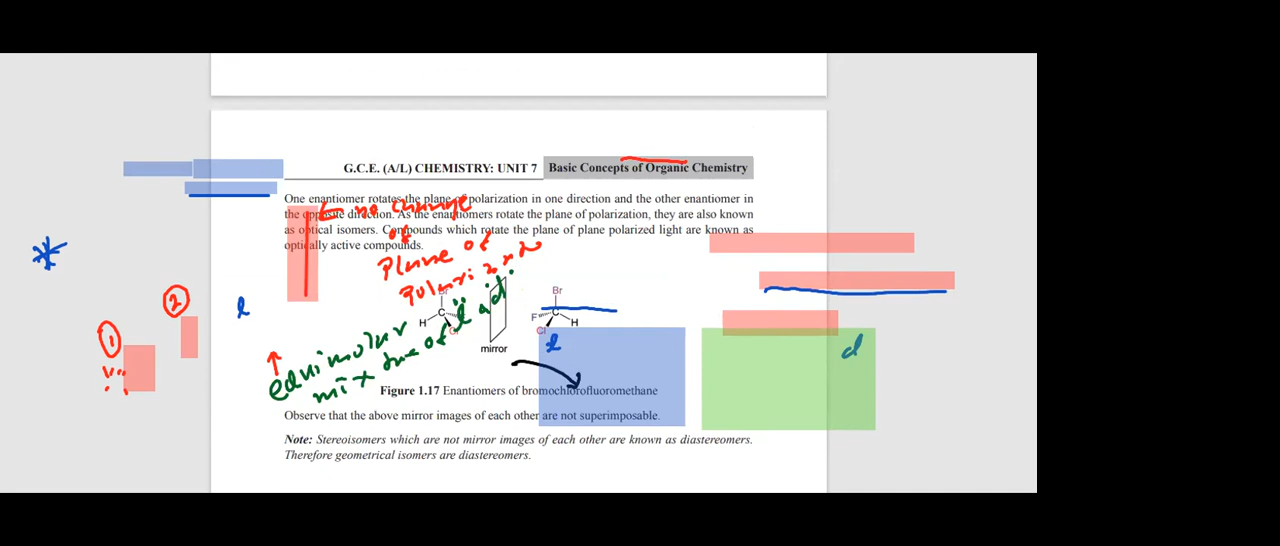 G.C.E. (A/L) CHEMISTRY: UNIT 7 Basic Concepts of Organic Chemistry
One enantiomer rotates the plane of polarization in one direction and the other enantiomer in
the opposite direction. As the enantiomers rotate the plane of polarization, they are also known
as optical isomers. Compounds which rotate the plane of plane polarized light are known as
optically active compounds.
no change
of
plane of
equimolar
mixture of l a d.
1
2
l
Br
C
H
Cl
mirror
Br
F
C
H
Cl
l
d
Figure 1.17 Enantiomers of bromochlorofluoromethane
Observe that the above mirror images of each other are not superimposable.
Note: Stereoisomers which are not mirror images of each other are known as diastereomers.
Therefore geometrical isomers are diastereomers.